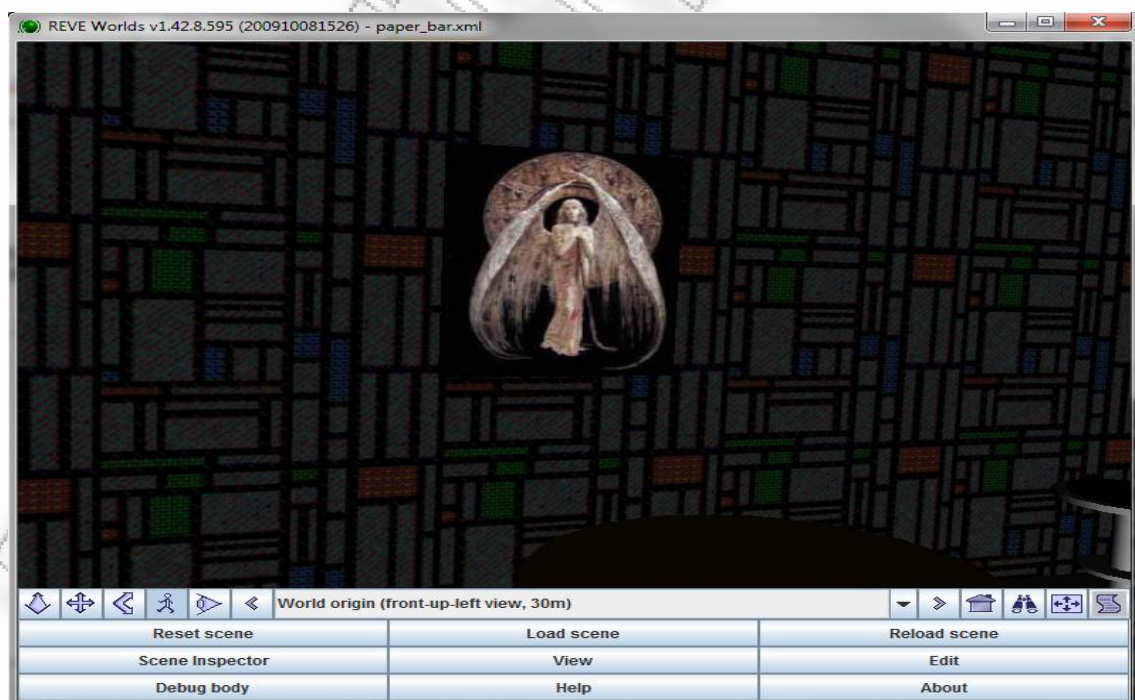 REVE Worlds v1.42.8.595 (200910081526) - paper_bar.xml
World origin (front-up-left view, 30m)
Reset scene Load scene Reload scene
Scene Inspector View Edit
Debug body Help About